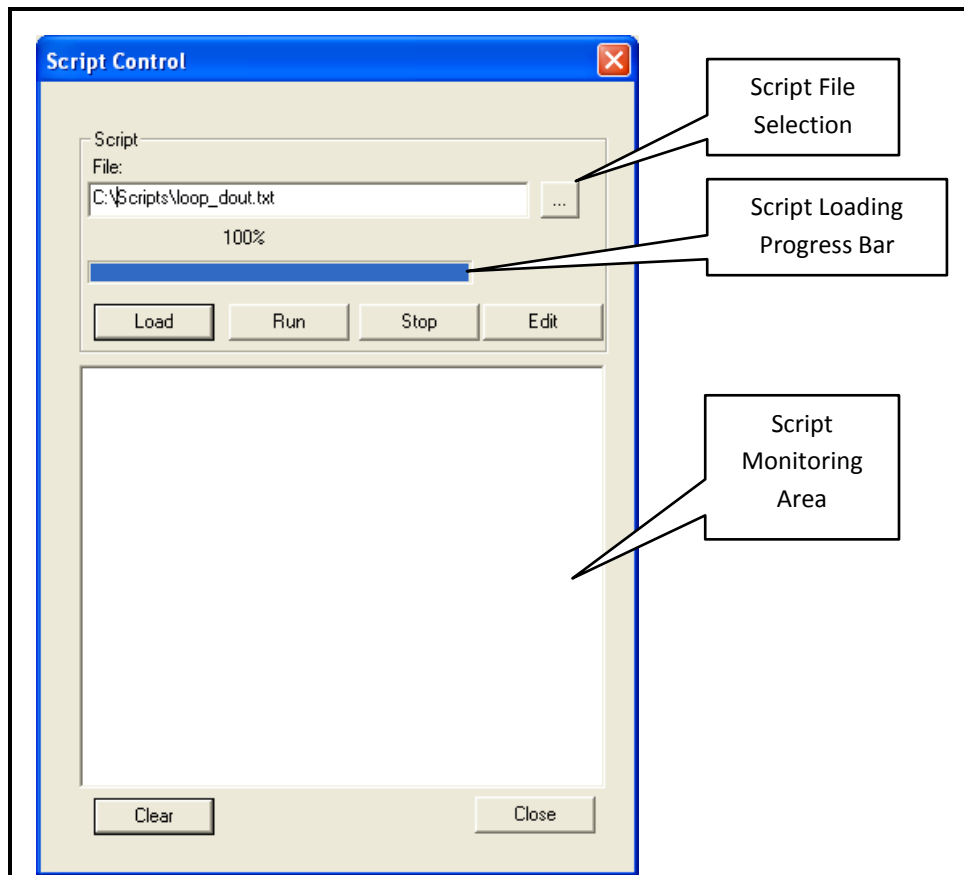 Script Control
Script
File:
C:\Scripts\loop_dout.txt
...
100%
Load
Run
Stop
Edit
Clear
Close
Script File
Selection
Script Loading
Progress Bar
Script
Monitoring
Area